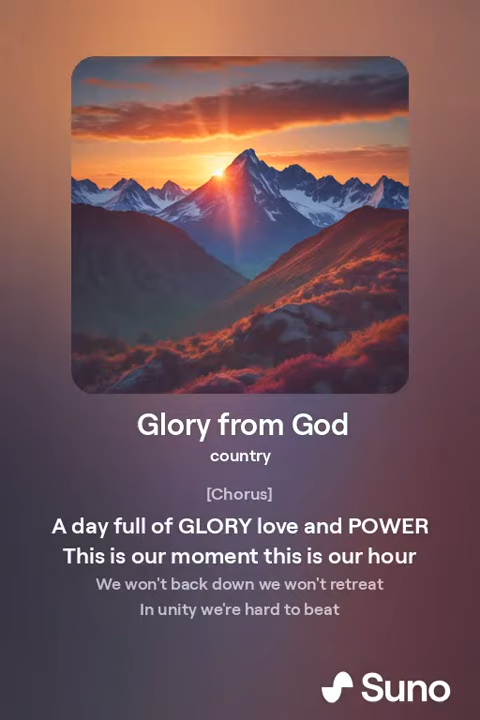 Glory from God
country
[Chorus]
A day full of GLORY love and POWER
This is our moment this is our hour
We won't back down we won't retreat
In unity we're hard to beat
Suno